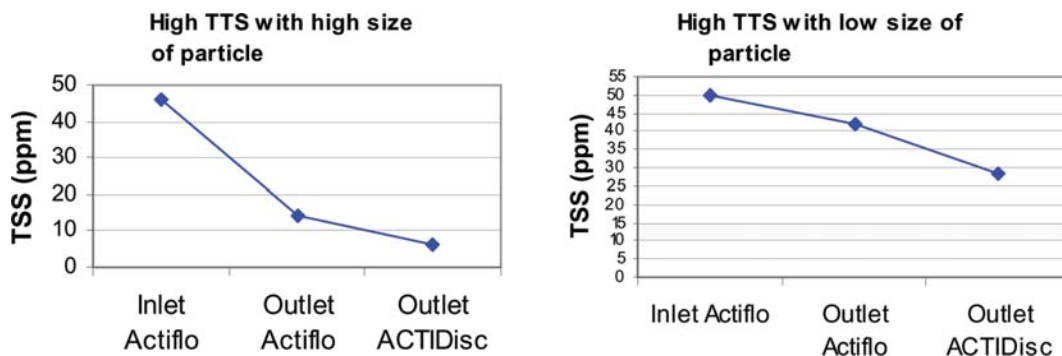 High TTS with high size
of particle
TSS (ppm)
50
40
30
20
10
0
Inlet
Actiflo
Outlet
Actiflo
Outlet
ACTIDisc
High TTS with low size of
particle
TSS (ppm)
55
50
45
40
35
30
25
20
15
10
5
0
Inlet Actiflo
Outlet
Actiflo
Outlet
ACTIDisc